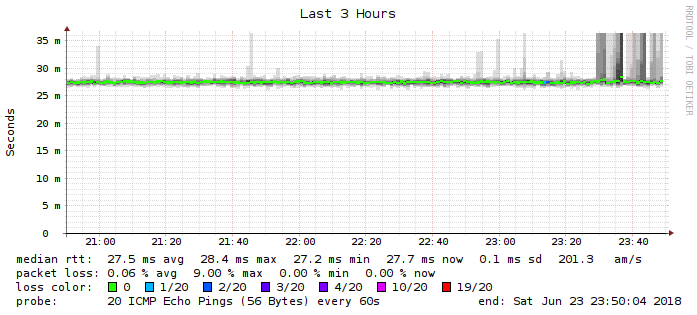 Last 3 Hours
RRDTOOL / TOBI OETIKER
Seconds
35 m
30 m
25 m
20 m
15 m
10 m
5 m
0
21:00 21:20 21:40 22:00 22:20 22:40 23:00 23:20 23:40
median rtt: 27.5 ms avg 28.4 ms max 27.2 ms min 27.7 ms now 0.1 ms sd 201.3 am/s
packet loss: 0.06 % avg 9.00 % max 0.00 % min 0.00 % now
loss color: 0 1/20 2/20 3/20 4/20 10/20 19/20
probe: 20 ICMP Echo Pings (56 Bytes) every 60s end: Sat Jun 23 23:50:04 2018